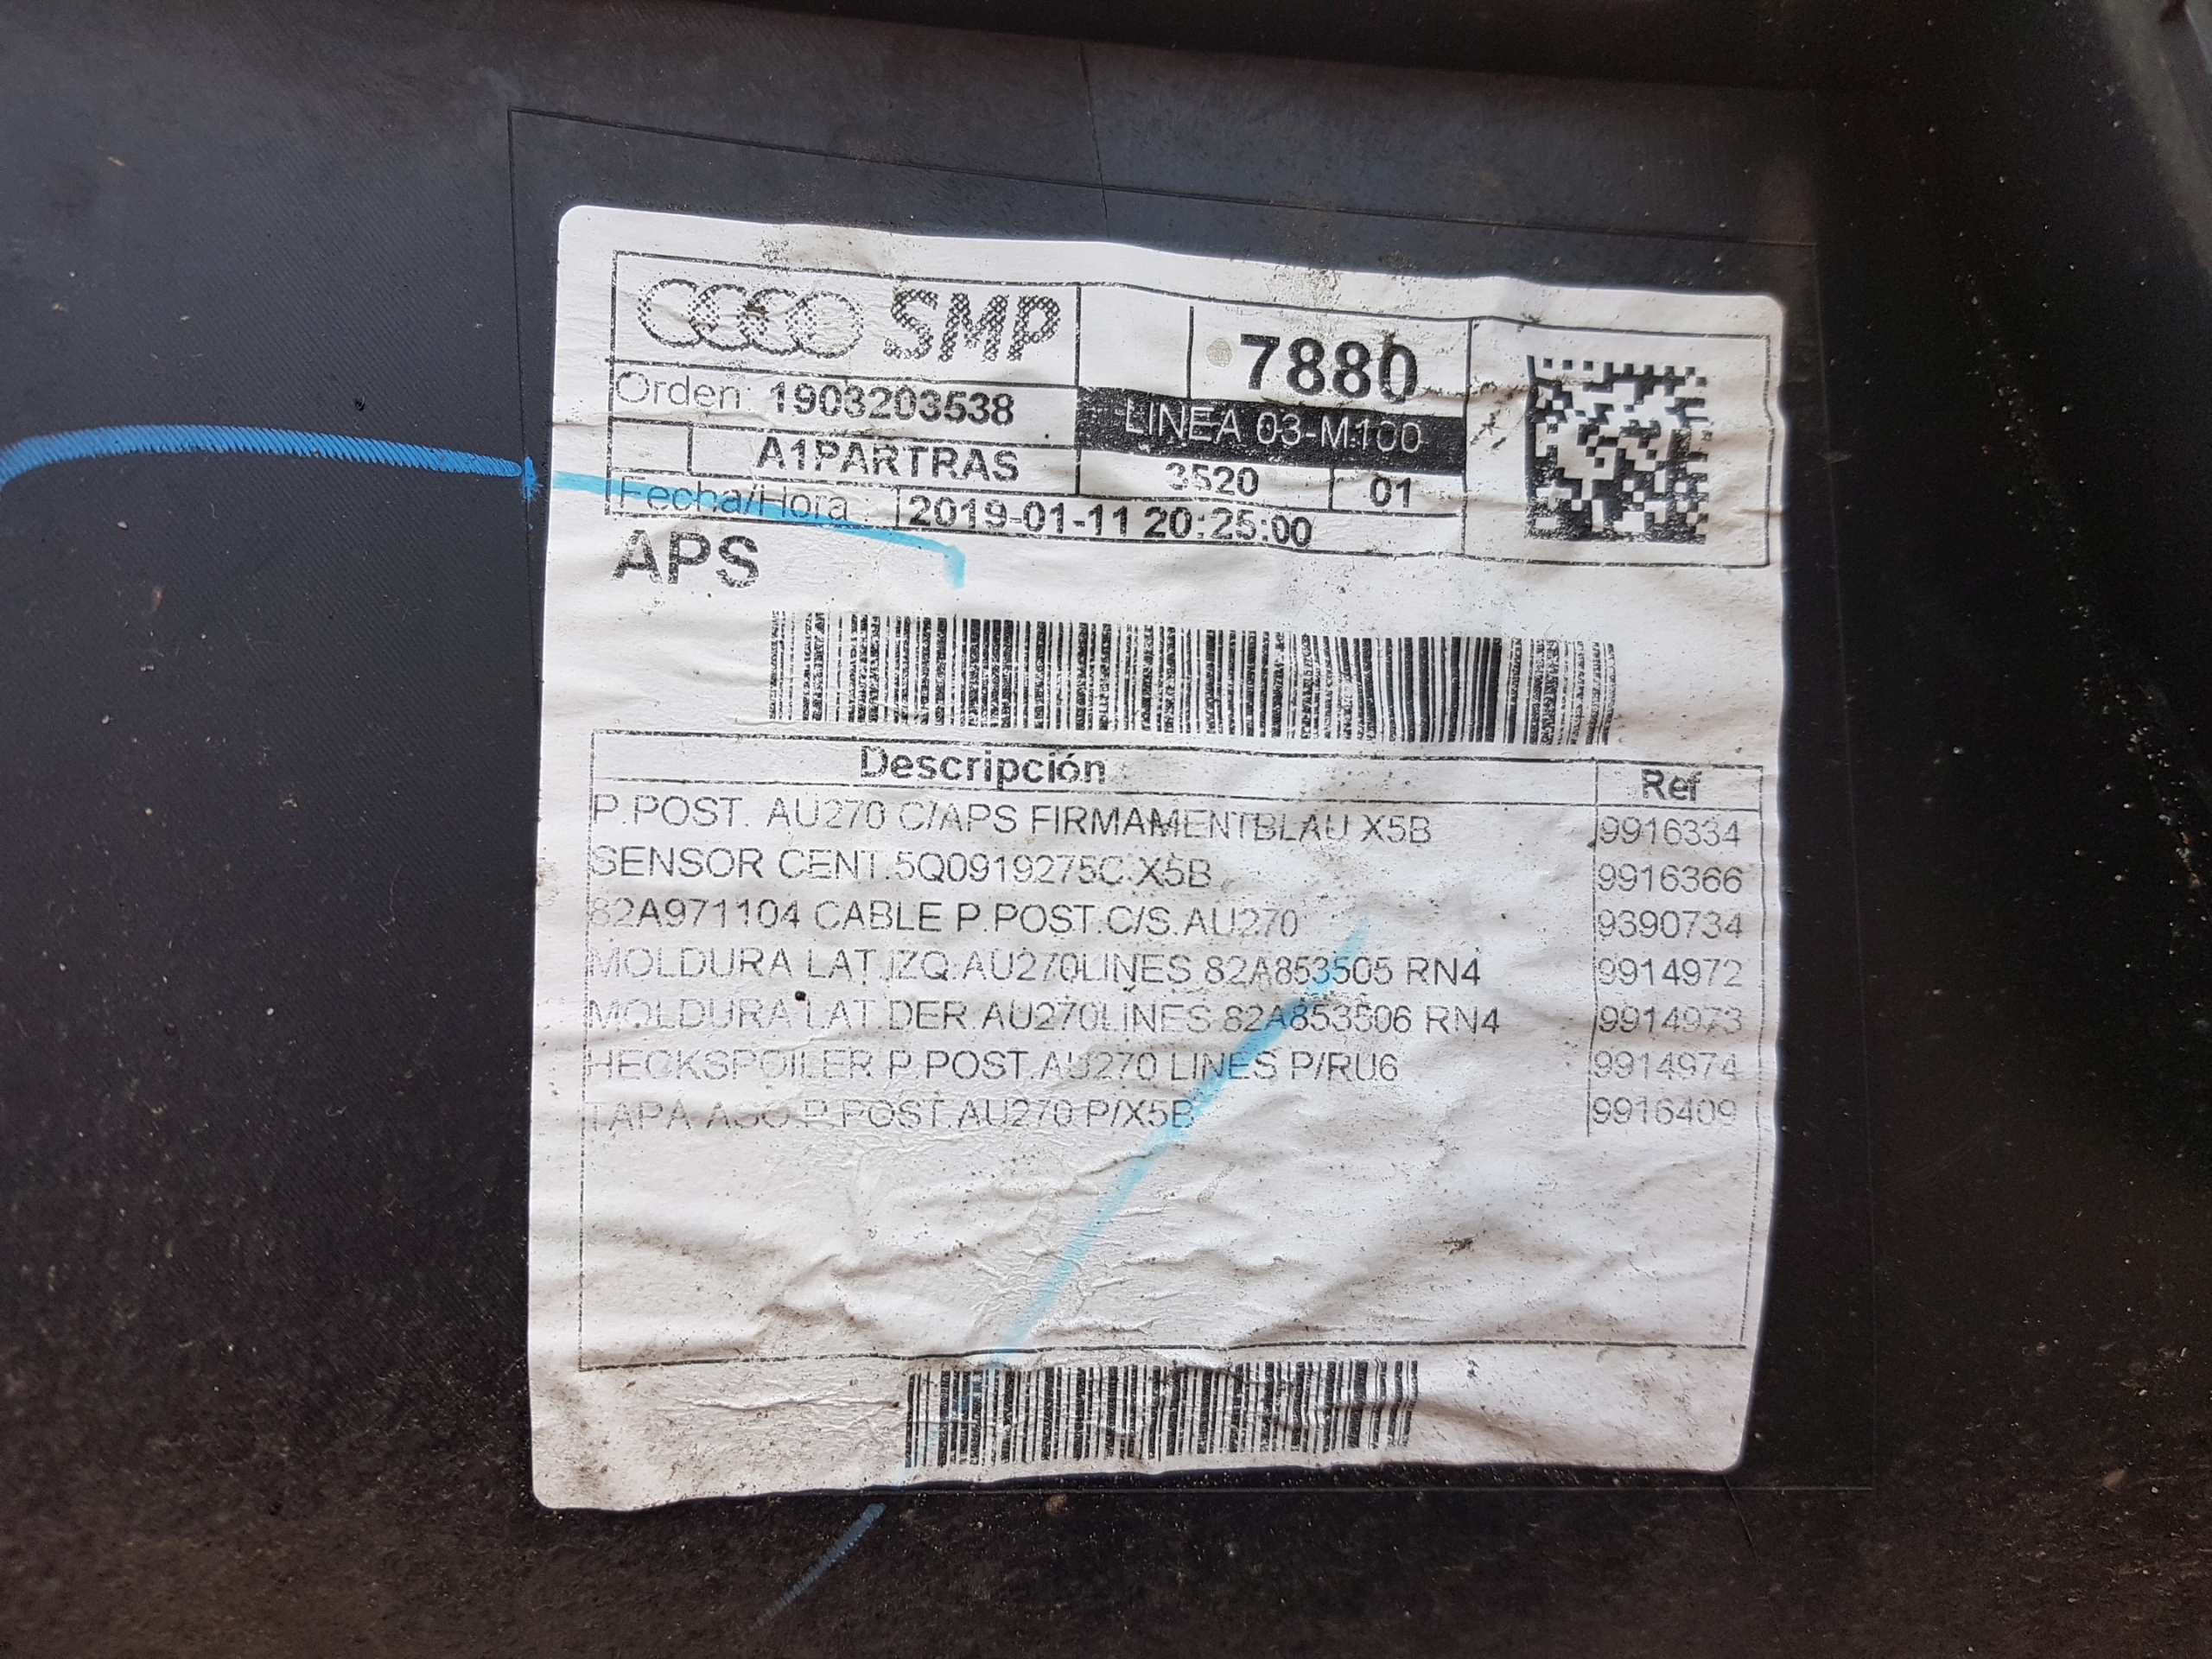 SMP
7880
Orden: 1903203538
LINEA 03-M100
A1PARTRAS
3520
01
Fecha/Hora : 2019-01-11 20:25:00
APS
Descripción Ref
P.POST. AU270 C/APS FIRMAMENTBLAU X5B 9916334
SENSOR CENT.5Q0919275C X5B 9916366
82A971104 CABLE P.POST.C/S.AU270 9390734
MOLDURA LAT.IZQ.AU270LINES 82A853505 RN4 9914972
MOLDURA LAT.DER.AU270LINES 82A853506 RN4 9914973
HECKSPOILER P.POST.AU270 LINES P/RU6 9914974
TAPA ASO.P.POST.AU270 P/X5B 9916409